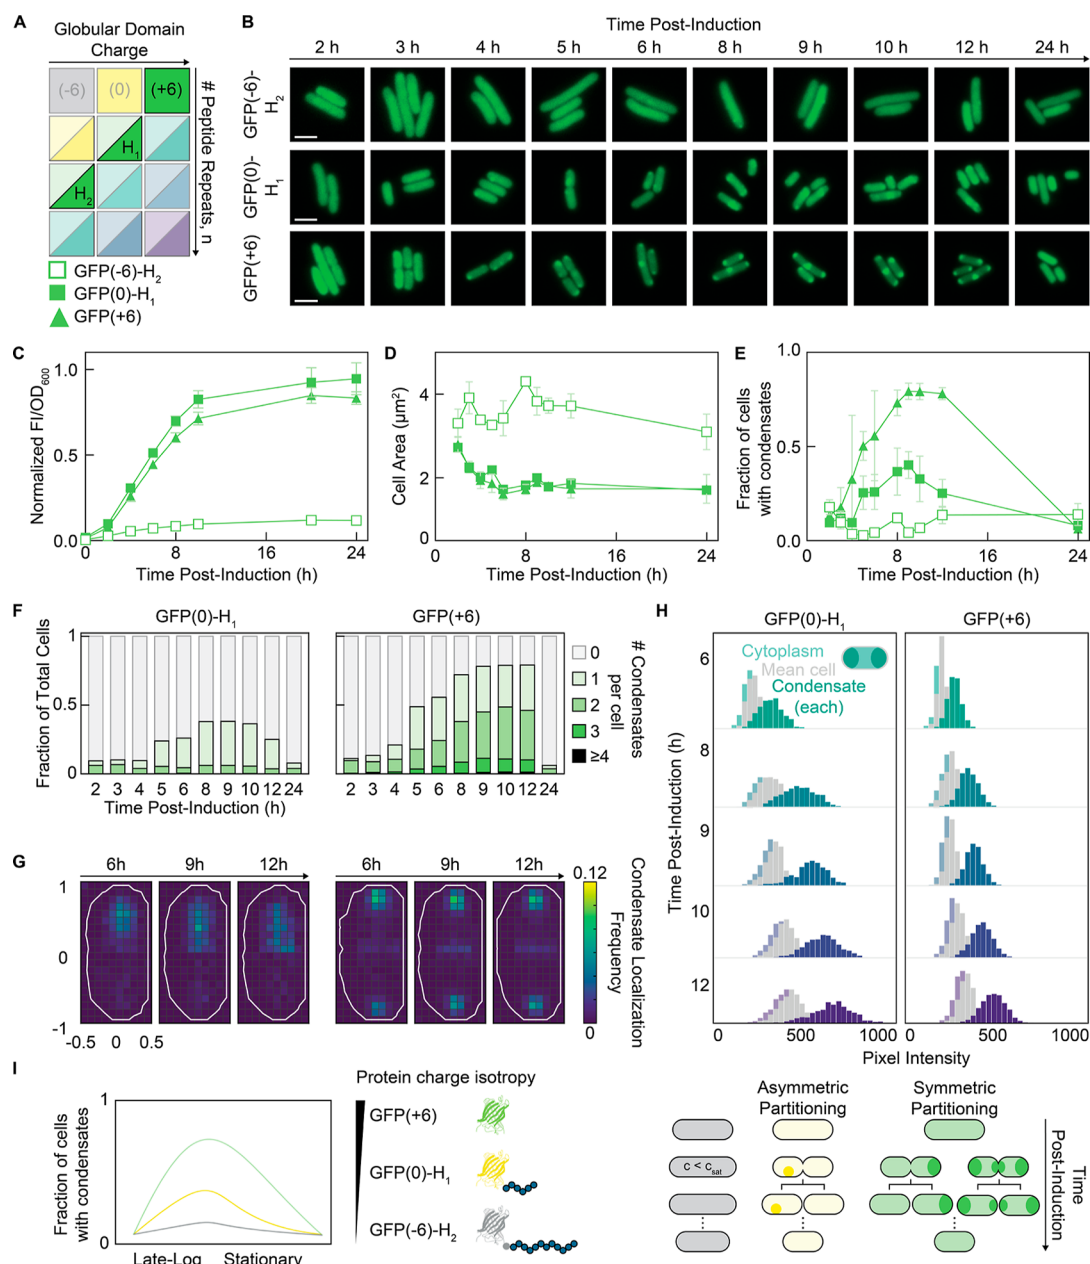 A
Globular Domain
Charge
(-6)
(0)
(+6)
H1
H2
# Peptide Repeats, n
GFP(-6)-H2
GFP(0)-H1
GFP(+6)
B
Time Post-Induction
2 h 3 h 4 h 5 h 6 h 8 h 9 h 10 h 12 h 24 h
GFP(-6)-
H2
GFP(0)-
H1
GFP(+6)
C
Normalized FI/OD600
1.0
0.5
0.0
0 8 16 24
Time Post-Induction (h)
D
Cell Area (μm²)
4
2
0
0 8 16 24
Time Post-Induction (h)
E
Fraction of cells
with condensates
1.0
0.5
0.0
0 8 16 24
Time Post-Induction (h)
F
GFP(0)-H1
GFP(+6)
Fraction of Total Cells
1
0.5
0
2 3 4 5 6 8 9 10 12 24
2 3 4 5 6 8 9 10 12 24
Time Post-Induction (h)
# Condensates
per cell
0
1
2
3
≥4
G
6h 9h 12h
6h 9h 12h
1
0
-1
-0.5 0 0.5
0.12
0
Condensate Localization
Frequency
H
GFP(0)-H1
GFP(+6)
Cytoplasm
Mean cell
Condensate
(each)
Time Post-Induction (h)
6
8
9
10
12
0 500 1000
0 500 1000
Pixel Intensity
I
Fraction of cells
with condensates
1
0
Late-Log Stationary
Protein charge isotropy
GFP(+6)
GFP(0)-H1
GFP(-6)-H2
Asymmetric
Partitioning
Symmetric
Partitioning
c < csat
Time
Post-Induction